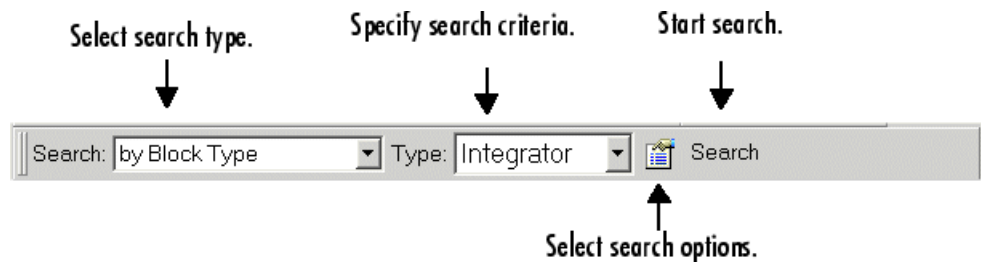 Select search type.
Specify search criteria.
Start search.
Search: by Block Type Type: Integrator Search
Select search options.